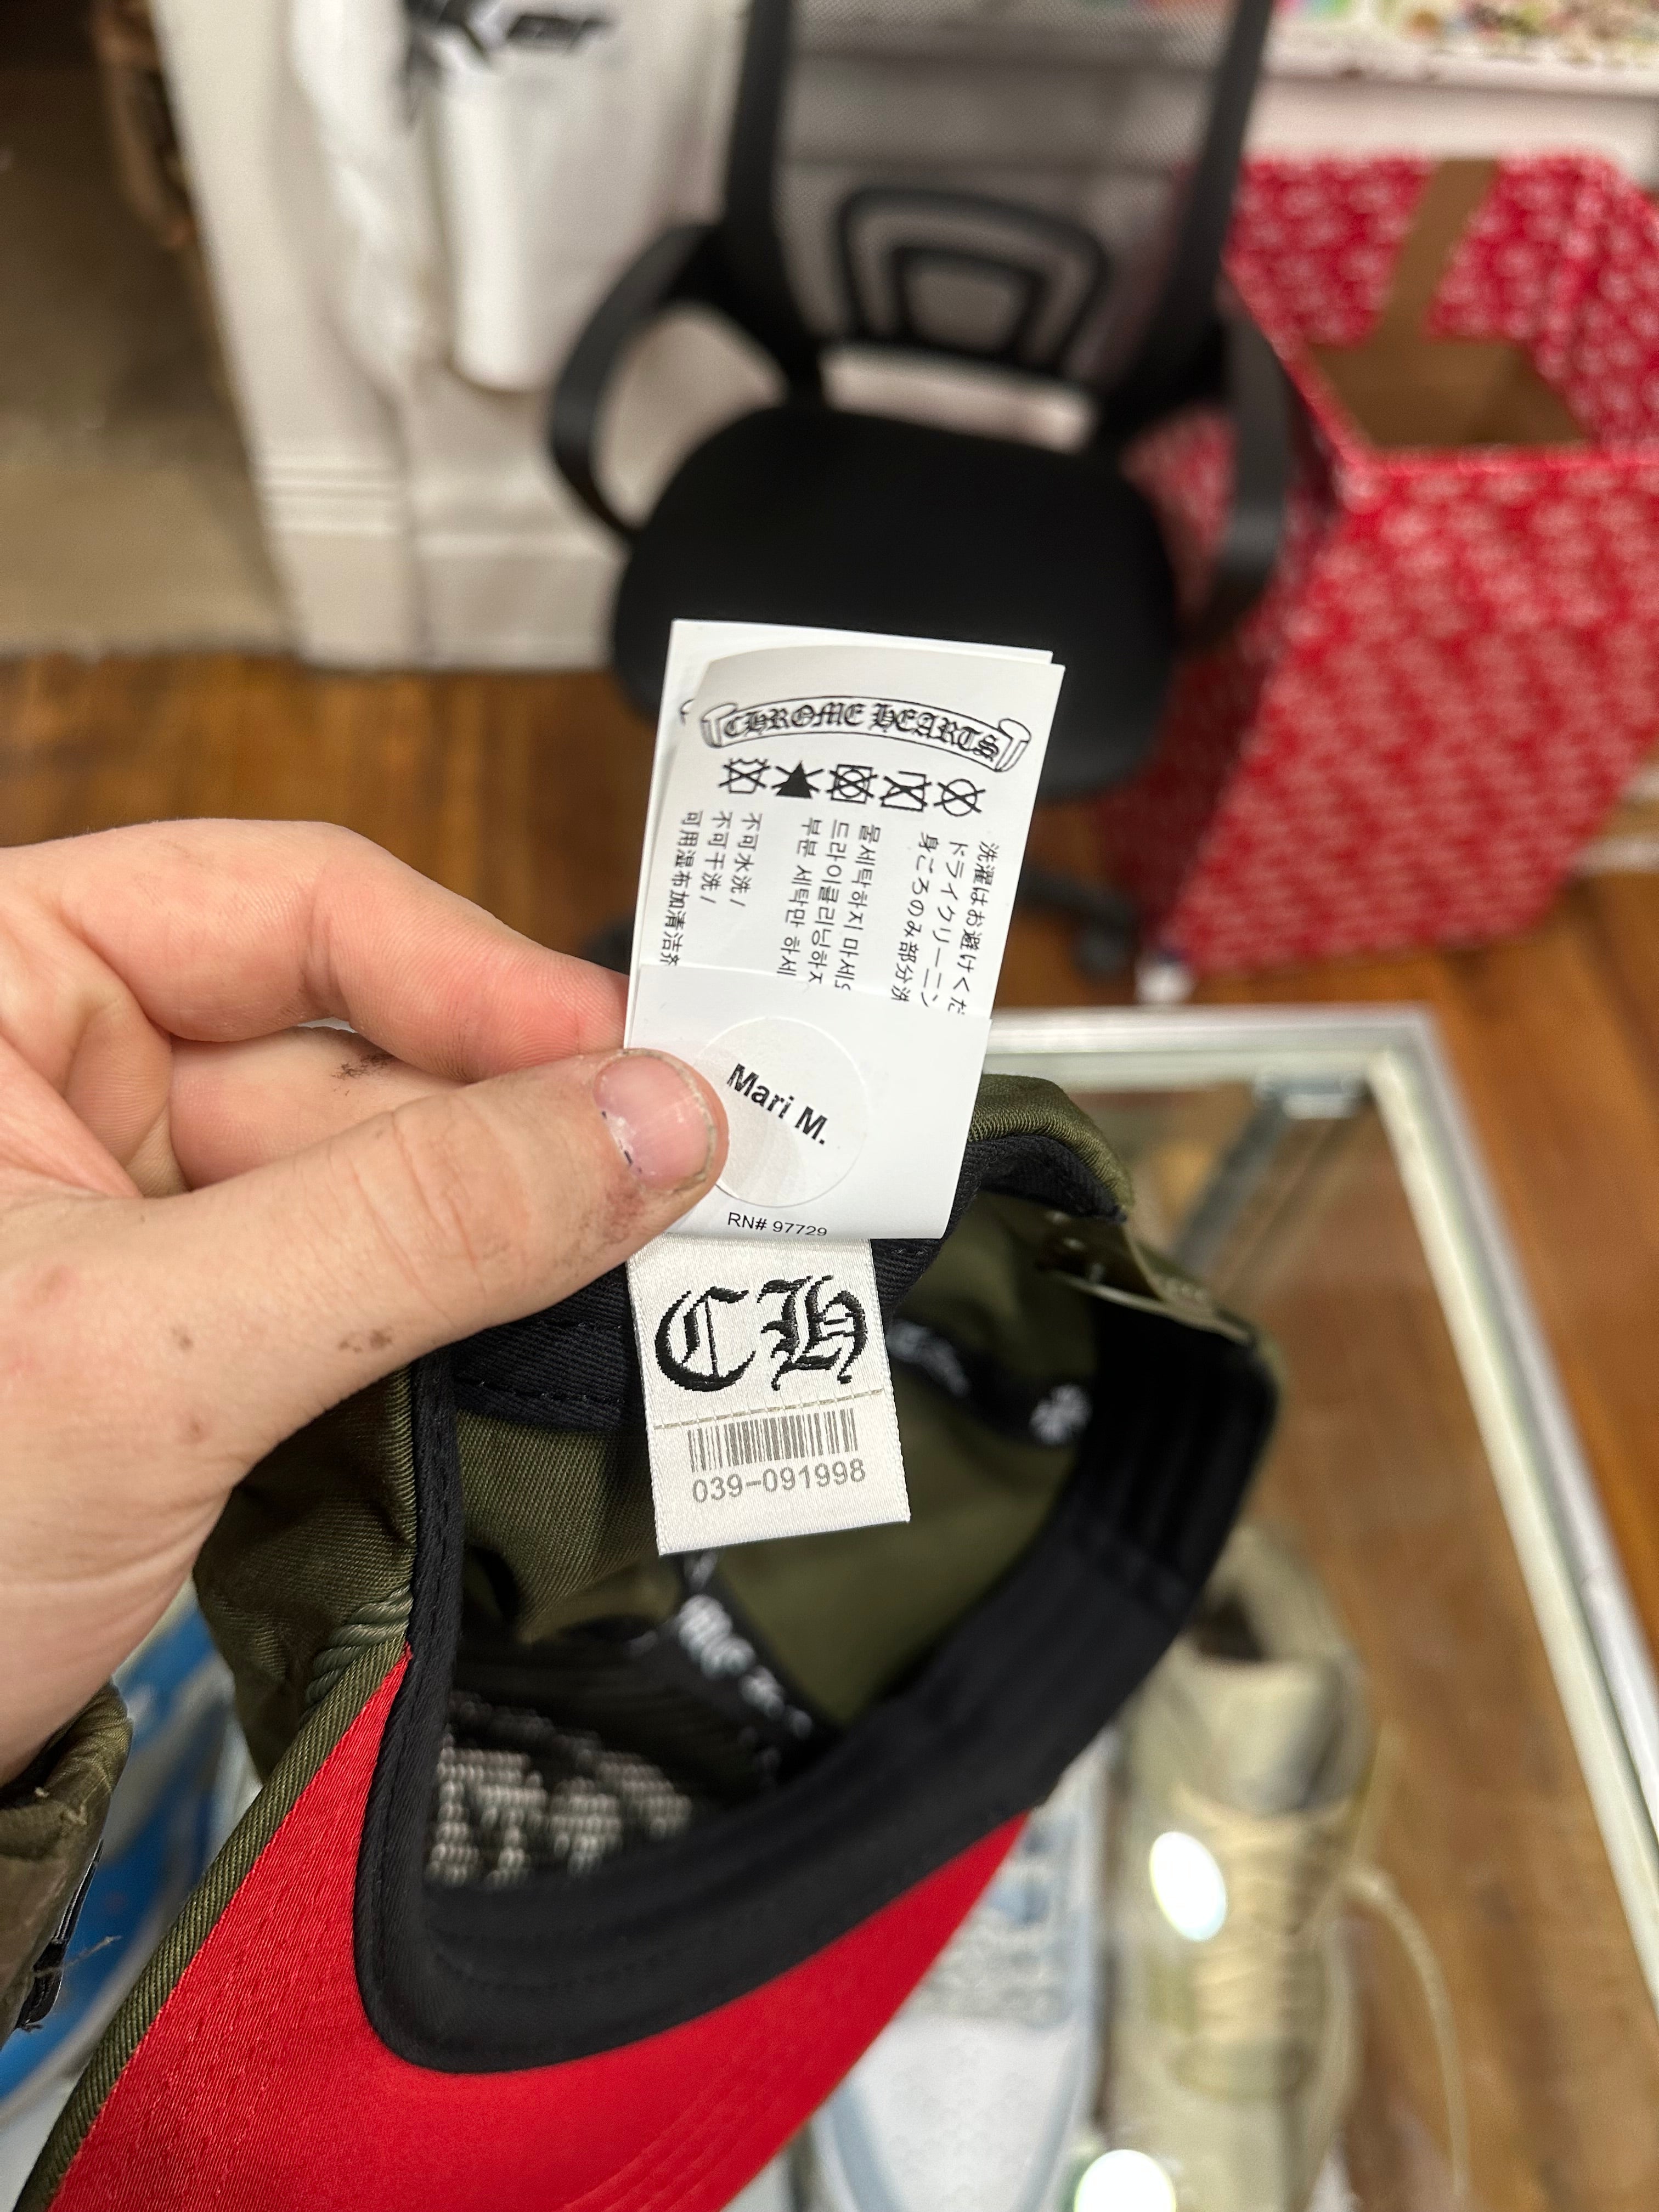 CHROME HEARTS
洗濯はお避けくだ
ドライクリーニン
身ごろのみ部分洗
물세탁하지 마세요
드라이클리닝하지
부분 세탁만 하세
不可水洗 /
不可干洗 /
可用湿布加清洁剂
Mari M.
RN# 97729
CH
039-091998